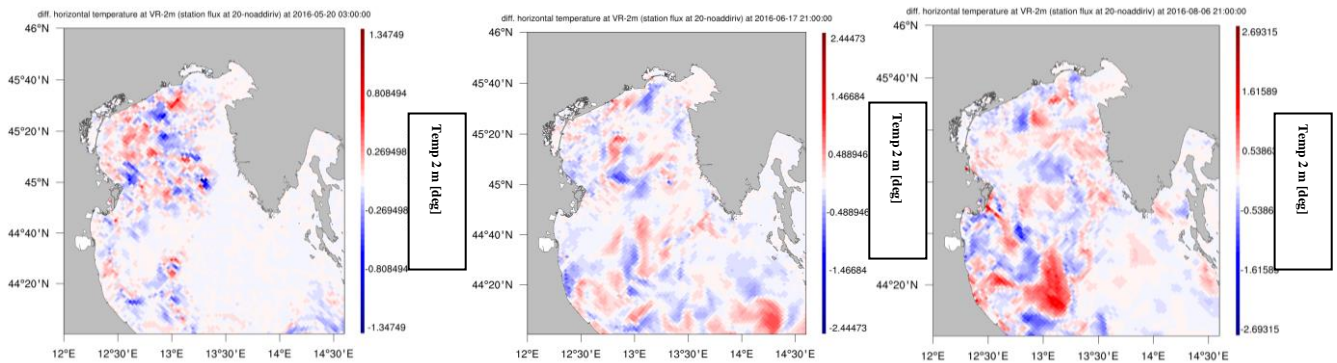 diff. horizontal temperature at VR-2m (station flux at 20-noaddiriv) at 2016-05-20 03:00:00
46°N
45°40'N
45°20'N
45°N
44°40'N
44°20'N
12°E
12°30'E
13°E
13°30'E
14°E
14°30'E
1.34749
0.808494
0.269498
-0.269498
-0.808494
-1.34749
Temp 2 m [deg]
diff. horizontal temperature at VR-2m (station flux at 20-noaddiriv) at 2016-06-17 21:00:00
46°N
45°40'N
45°20'N
45°N
44°40'N
44°20'N
12°E
12°30'E
13°E
13°30'E
14°E
14°30'E
2.44473
1.46684
0.488946
-0.488946
-1.46684
-2.44473
Temp 2 m [deg]
diff. horizontal temperature at VR-2m (station flux at 20-noaddiriv) at 2016-08-06 21:00:00
46°N
45°40'N
45°20'N
45°N
44°40'N
44°20'N
12°E
12°30'E
13°E
13°30'E
14°E
14°30'E
2.69315
1.61589
0.5386
-0.5386
-1.6158
-2.69315
Temp 2 m [deg]